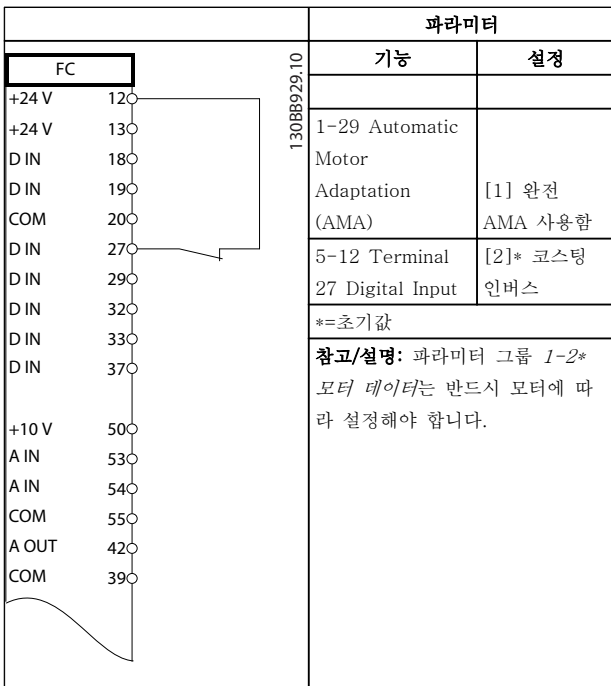 파라미터
기능 설정
FC
130BB929.10
+24 V 12
+24 V 13
D IN 18
D IN 19
COM 20
D IN 27
D IN 29
D IN 32
D IN 33
D IN 37
+10 V 50
A IN 53
A IN 54
COM 55
A OUT 42
COM 39
1-29 Automatic
Motor
Adaptation
(AMA)
[1] 완전
AMA 사용함
5-12 Terminal
27 Digital Input
[2]* 코스팅
인버스
*=초기값
참고/설명: 파라미터 그룹 1-2*
모터 데이터는 반드시 모터에 따
라 설정해야 합니다.